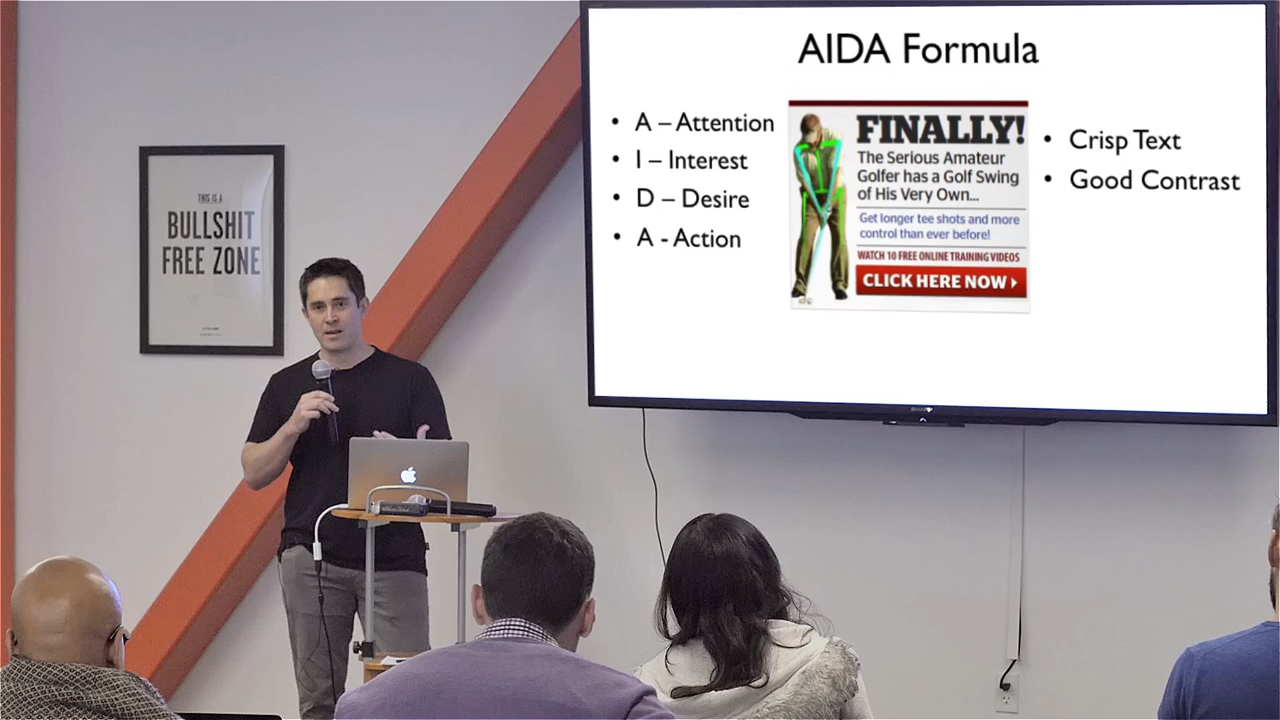 AIDA Formula
• A – Attention
• I – Interest
• D – Desire
• A - Action
FINALLY!
The Serious Amateur
Golfer has a Golf Swing
of His Very Own...
Get longer tee shots and more
control than ever before!
WATCH 10 FREE ONLINE TRAINING VIDEOS
CLICK HERE NOW
• Crisp Text
• Good Contrast
THIS IS A
BULLSHIT
FREE ZONE
SHARP